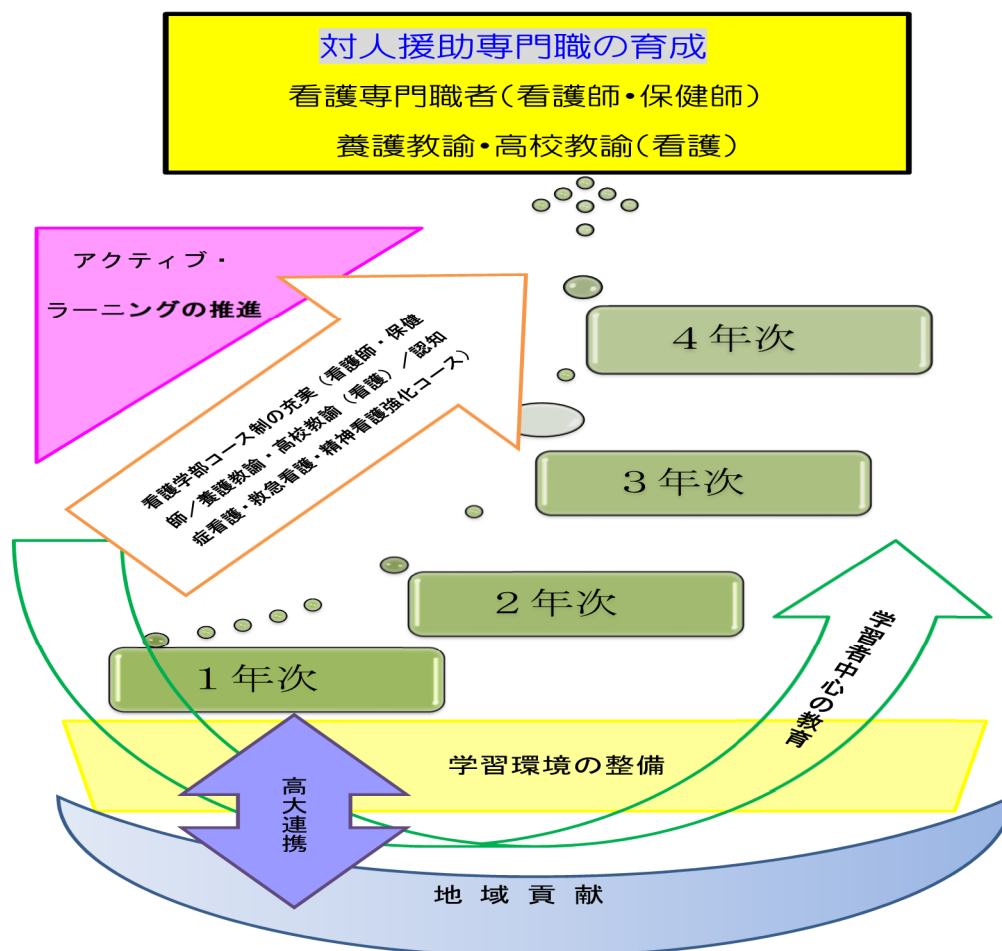 対人援助専門職の育成
看護専門職者(看護師・保健師)
養護教諭・高校教諭(看護)
アクティブ・
ラーニングの推進
看護学部コース制の充実(看護師・保健
師/養護教諭・高校教諭(看護)/認知
症看護・救急看護・精神看護強化コース)
4年次
3年次
2年次
1年次
学習者中心の教育
学習環境の整備
高大連携
地域貢献